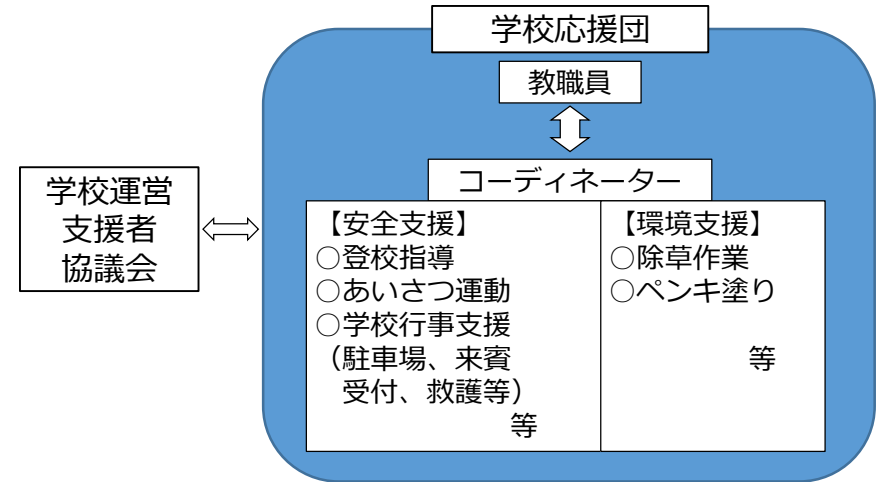 学校応援団
教職員
コーディネーター
学校運営
支援者
協議会
【安全支援】
○登校指導
○あいさつ運動
○学校行事支援
（駐車場、来賓
受付、救護等）
等
【環境支援】
○除草作業
○ペンキ塗り
等